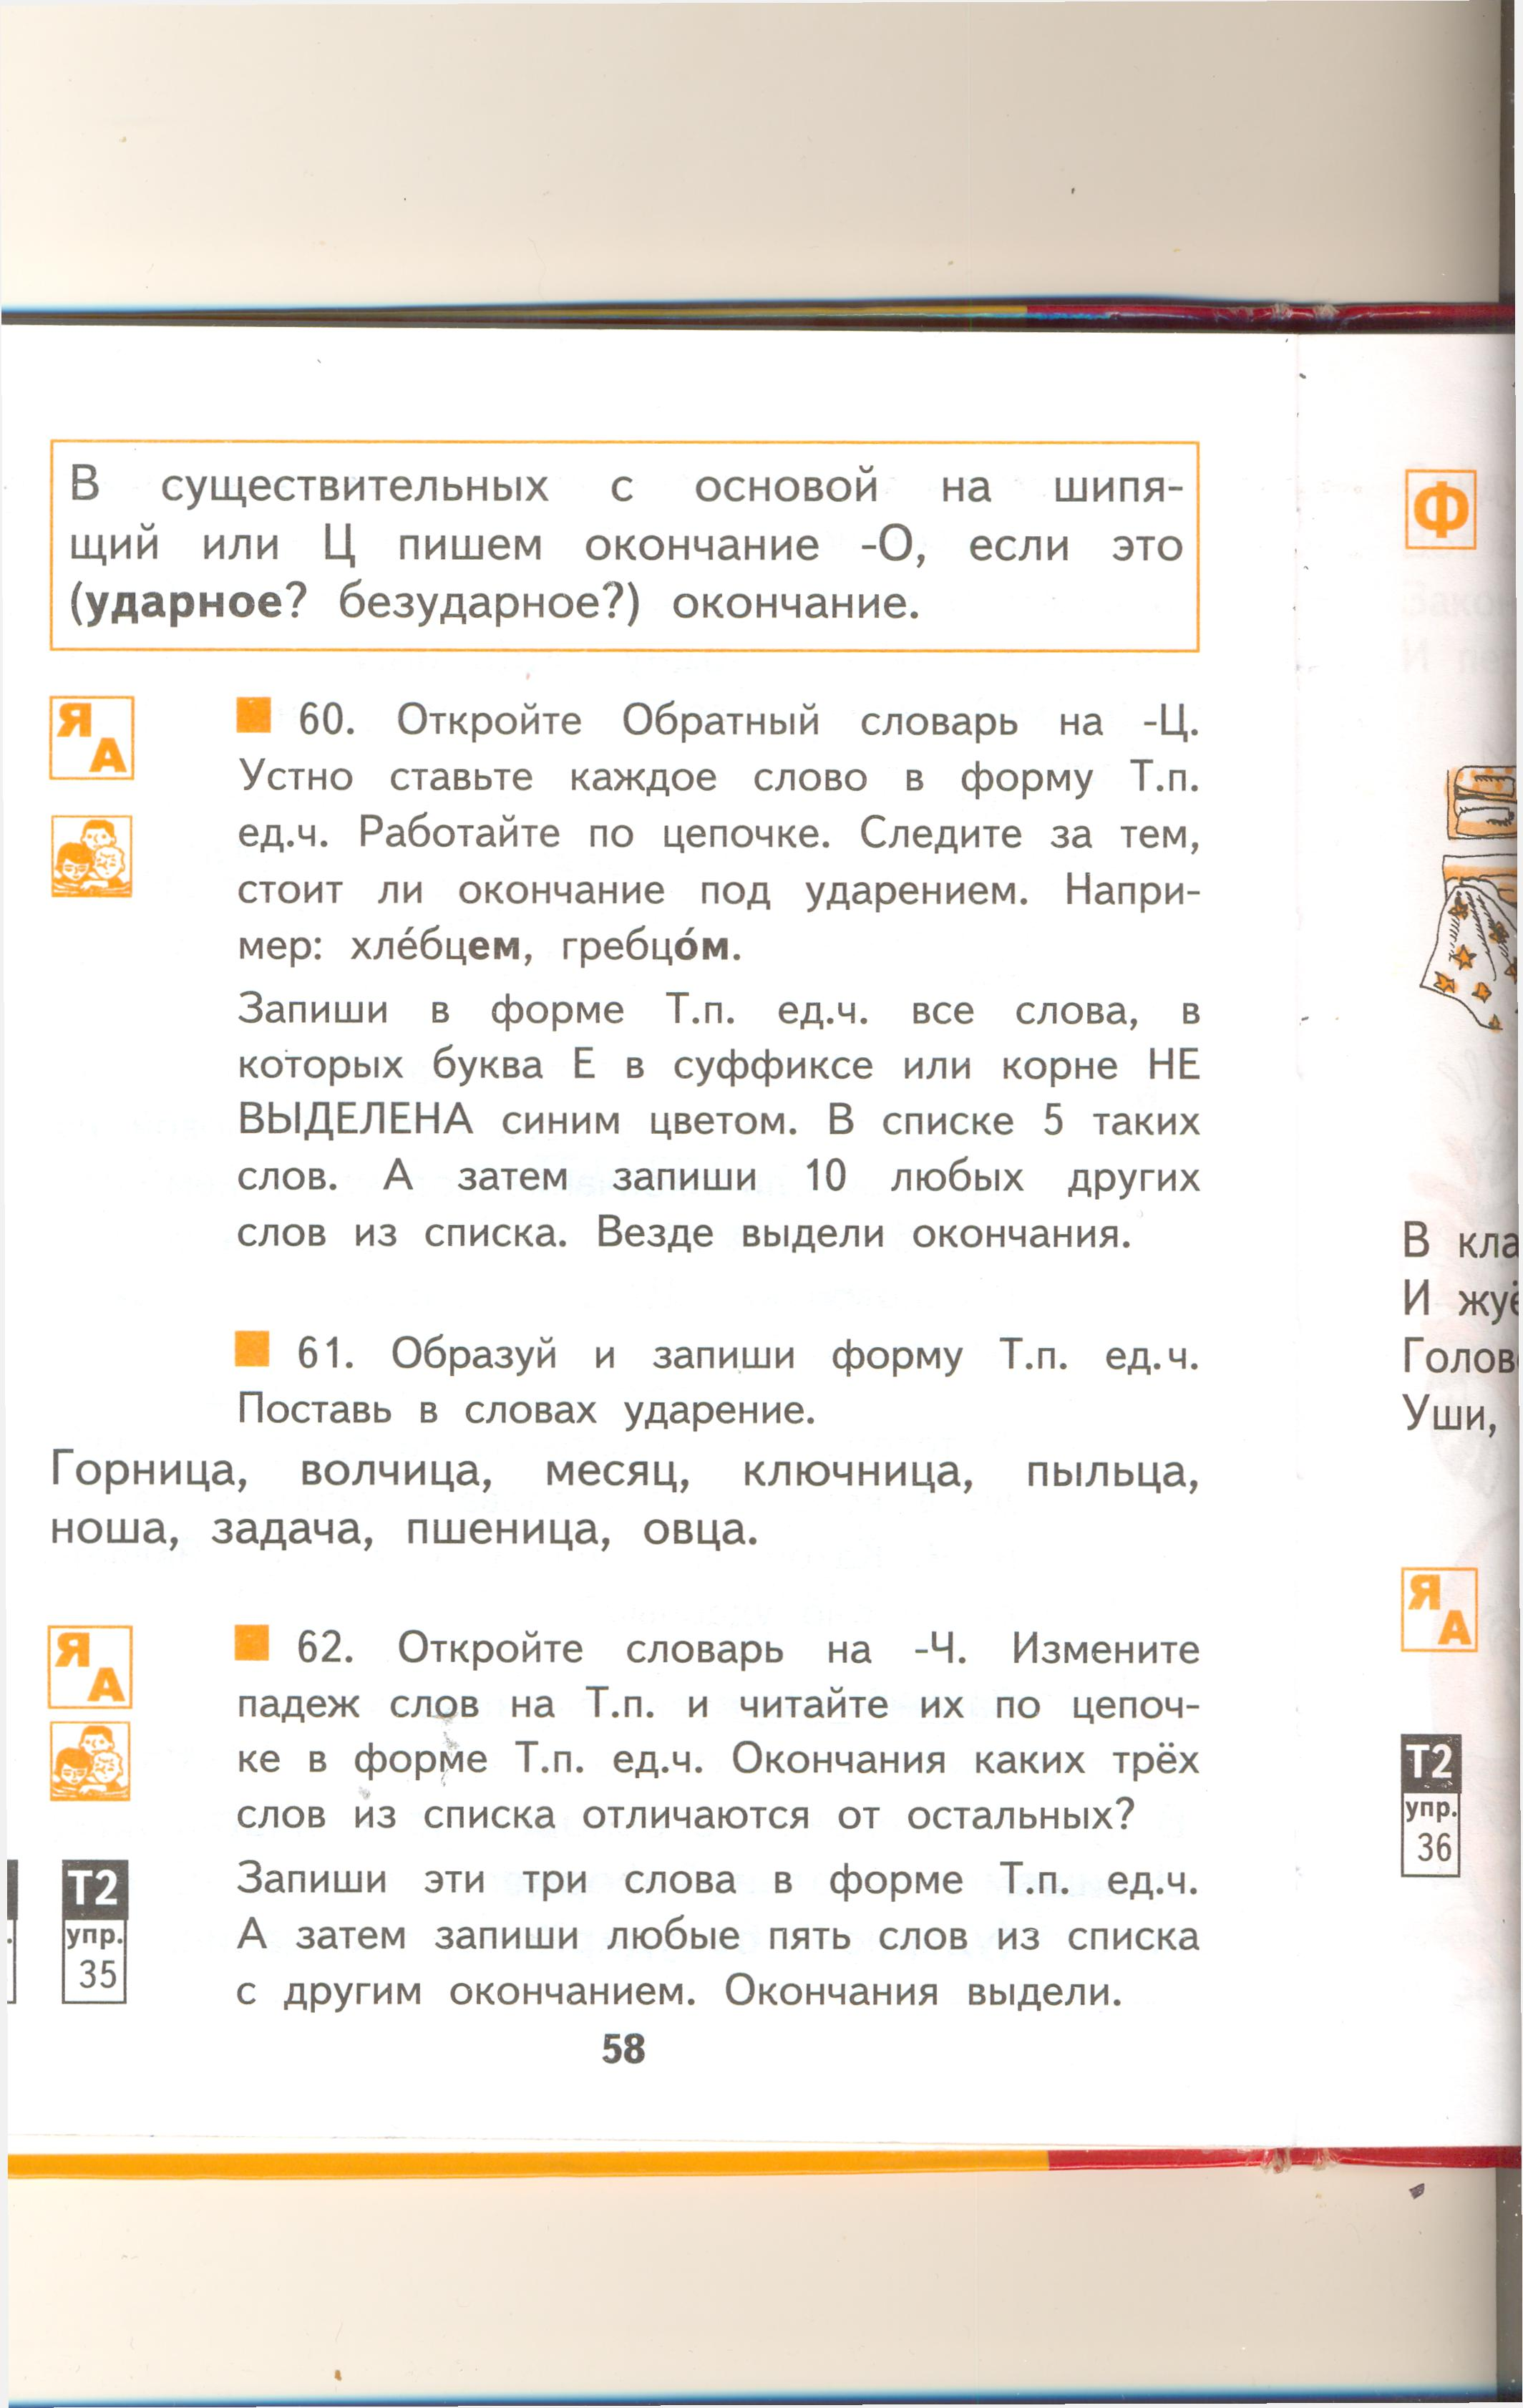 В существительных с основой на шипя-
щий или Ц пишем окончание -О, если это
(ударное? безударное?) окончание.
Я
А
60. Откройте Обратный словарь на -Ц.
Устно ставьте каждое слово в форму Т.п.
ед.ч. Работайте по цепочке. Следите за тем,
стоит ли окончание под ударением. Напри-
мер: хле́бцем, гребцо́м.
Запиши в форме Т.п. ед.ч. все слова, в
которых буква Е в суффиксе или корне НЕ
ВЫДЕЛЕНА синим цветом. В списке 5 таких
слов. А затем запиши 10 любых других
слов из списка. Везде выдели окончания.
61. Образуй и запиши форму Т.п. ед.ч.
Поставь в словах ударение.
Горница, волчица, месяц, ключница, пыльца,
ноша, задача, пшеница, овца.
Я
А
62. Откройте словарь на -Ч. Измените
падеж слов на Т.п. и читайте их по цепоч-
ке в форме Т.п. ед.ч. Окончания каких трёх
слов из списка отличаются от остальных?
Т2
упр.
35
Запиши эти три слова в форме Т.п. ед.ч.
А затем запиши любые пять слов из списка
с другим окончанием. Окончания выдели.
58
Ф
В
И
Уши,
Я
А
Т2
упр.
36